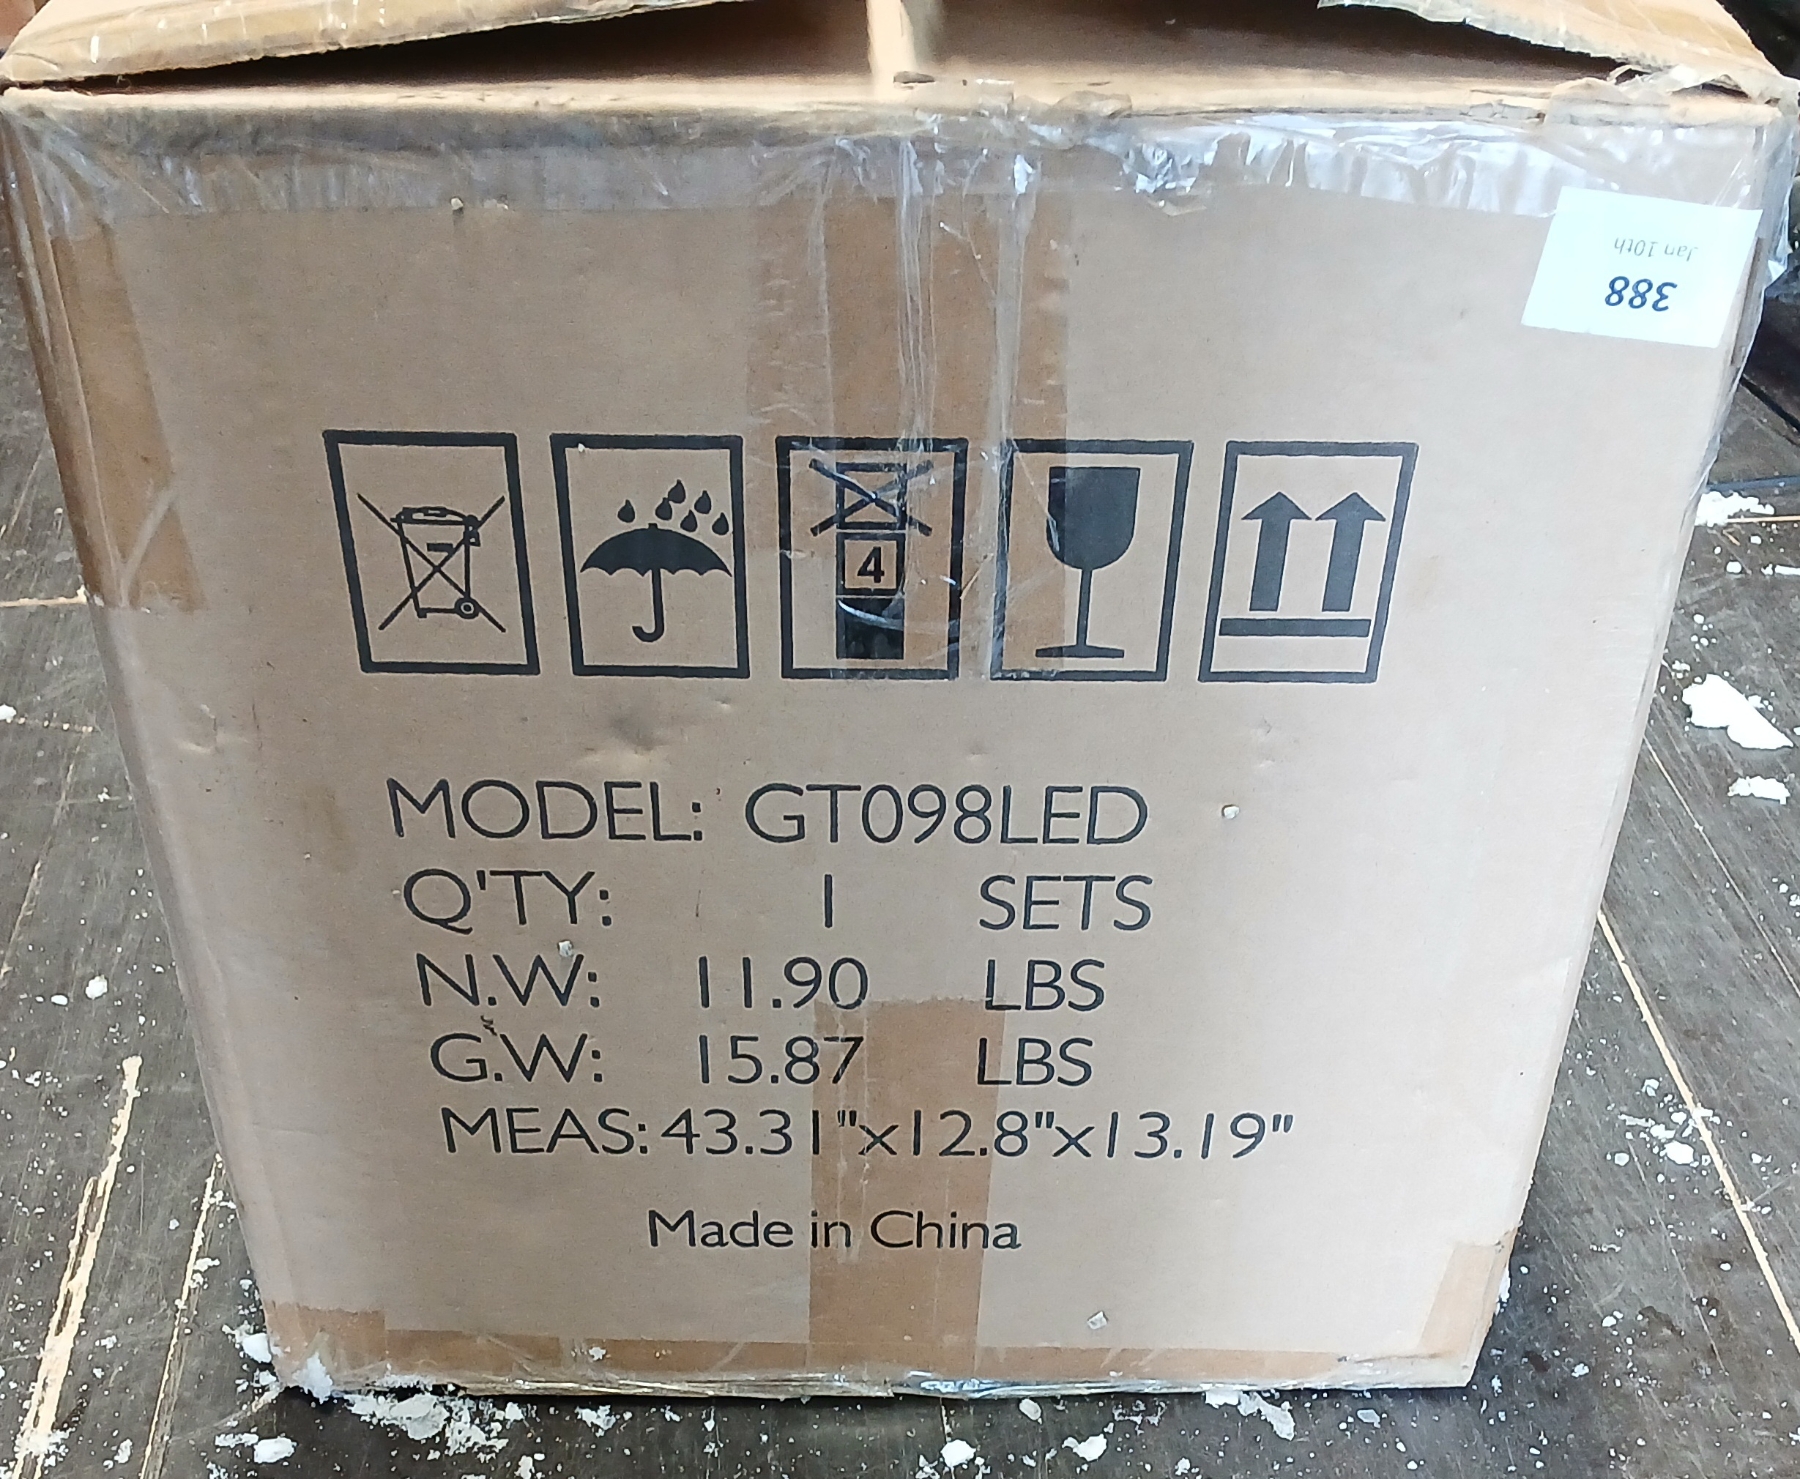 388
Jan 10th
4
MODEL: GT098LED
Q'TY: 1 SETS
N.W: 11.90 LBS
G.W: 15.87 LBS
MEAS: 43.31"x12.8"x13.19"
Made in China